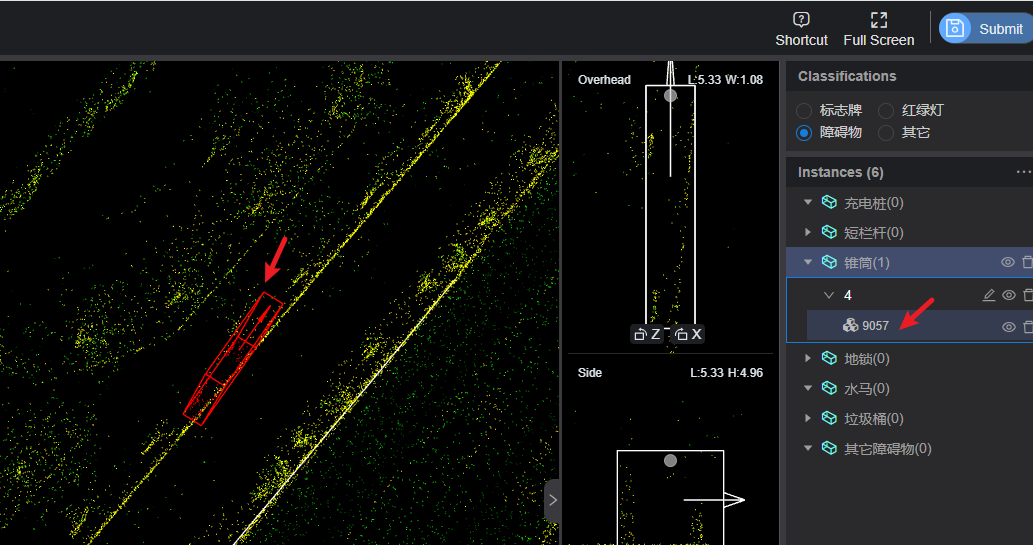 Shortcut
Full Screen
Submit
Overhead
L:5.33 W:1.08
Z
X
Side
L:5.33 H:4.96
Classifications
标志牌
红绿灯
障碍物
其它
Instances (6)
充电桩(0)
短栏杆(0)
锥筒(1)
4
9057
地锁(0)
水马(0)
垃圾桶(0)
其它障碍物(0)